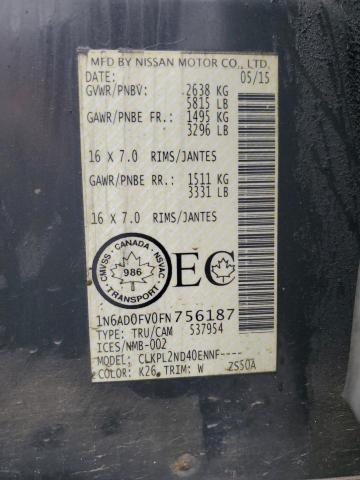 MFD BY NISSAN MOTOR CO., LTD.
DATE: 05/15
GVWR/PNBV: 2638 KG
5815 LB
GAWR/PNBE FR.: 1495 KG
3296 LB
16 x 7.0 RIMS/JANTES
GAWR/PNBE RR.: 1511 KG
3331 LB
16 x 7.0 RIMS/JANTES
CMVSS · CANADA · NSVAC
986
TRANSPORT
EC
1N6AD0FV0FN756187
TYPE: TRU/CAM 537954
ICES/NMB-002
MODEL: CLKPL2ND40ENNF----
COLOR: K26 TRIM: W ZS50A